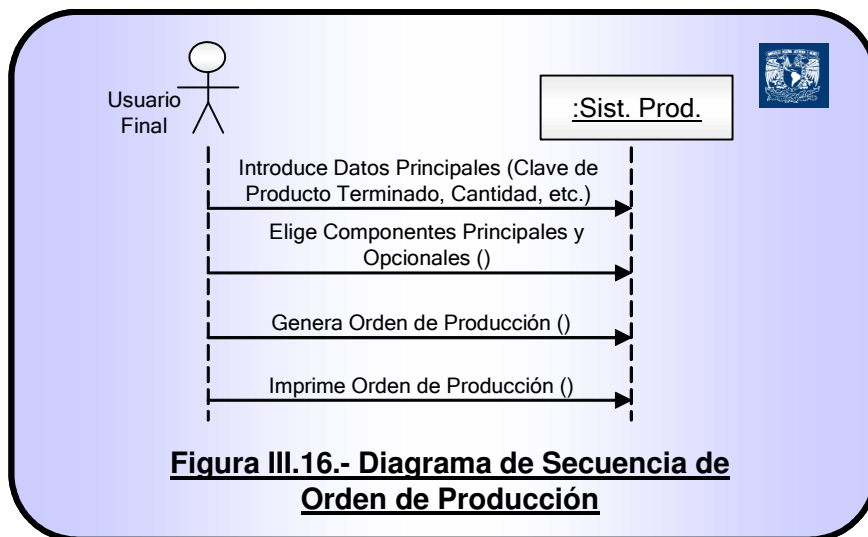 Usuario
Final
:Sist. Prod.
Introduce Datos Principales (Clave de
Producto Terminado, Cantidad, etc.)
Elige Componentes Principales y
Opcionales ()
Genera Orden de Producción ()
Imprime Orden de Producción ()
Figura III.16.- Diagrama de Secuencia de
Orden de Producción